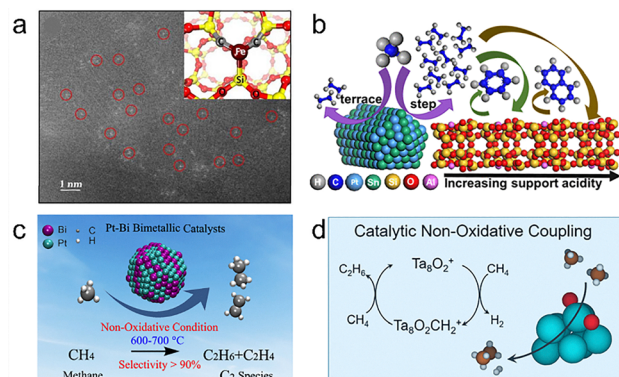 a
C
Fe
C
Si
1 nm
b
terrace
step
H C Pt Sn Si O Al
Increasing support acidity
c
Pt-Bi Bimetallic Catalysts
Bi C
Pt H
Non-Oxidative Condition
600-700 °C
CH4 C2H6+C2H4
Selectivity > 90%
Methane C2 Species
d
Catalytic Non-Oxidative Coupling
C2H6 Ta8O2+ CH4
CH4 Ta8O2CH2+ H2